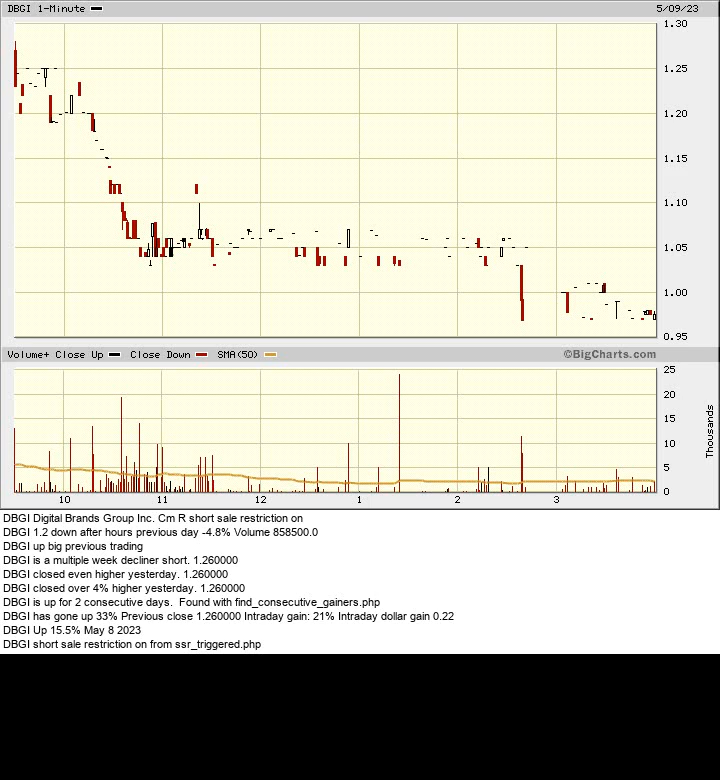 DBGI 1-Minute 5/09/23
1.30
1.25
1.20
1.15
1.10
1.05
1.00
0.95
Volume+ Close Up Close Down SMA(50) ©BigCharts.com
25
20
15
10
5
0
Thousands
10 11 12 1 2 3
DBGI Digital Brands Group Inc. Cm R short sale restriction on
DBGI 1.2 down after hours previous day -4.8% Volume 858500.0
DBGI up big previous trading
DBGI is a multiple week decliner short. 1.260000
DBGI closed even higher yesterday. 1.260000
DBGI closed over 4% higher yesterday. 1.260000
DBGI is up for 2 consecutive days.  Found with find_consecutive_gainers.php
DBGI has gone up 33% Previous close 1.260000 Intraday gain: 21% Intraday dollar gain 0.22
DBGI Up 15.5% May 8 2023
DBGI short sale restriction on from ssr_triggered.php